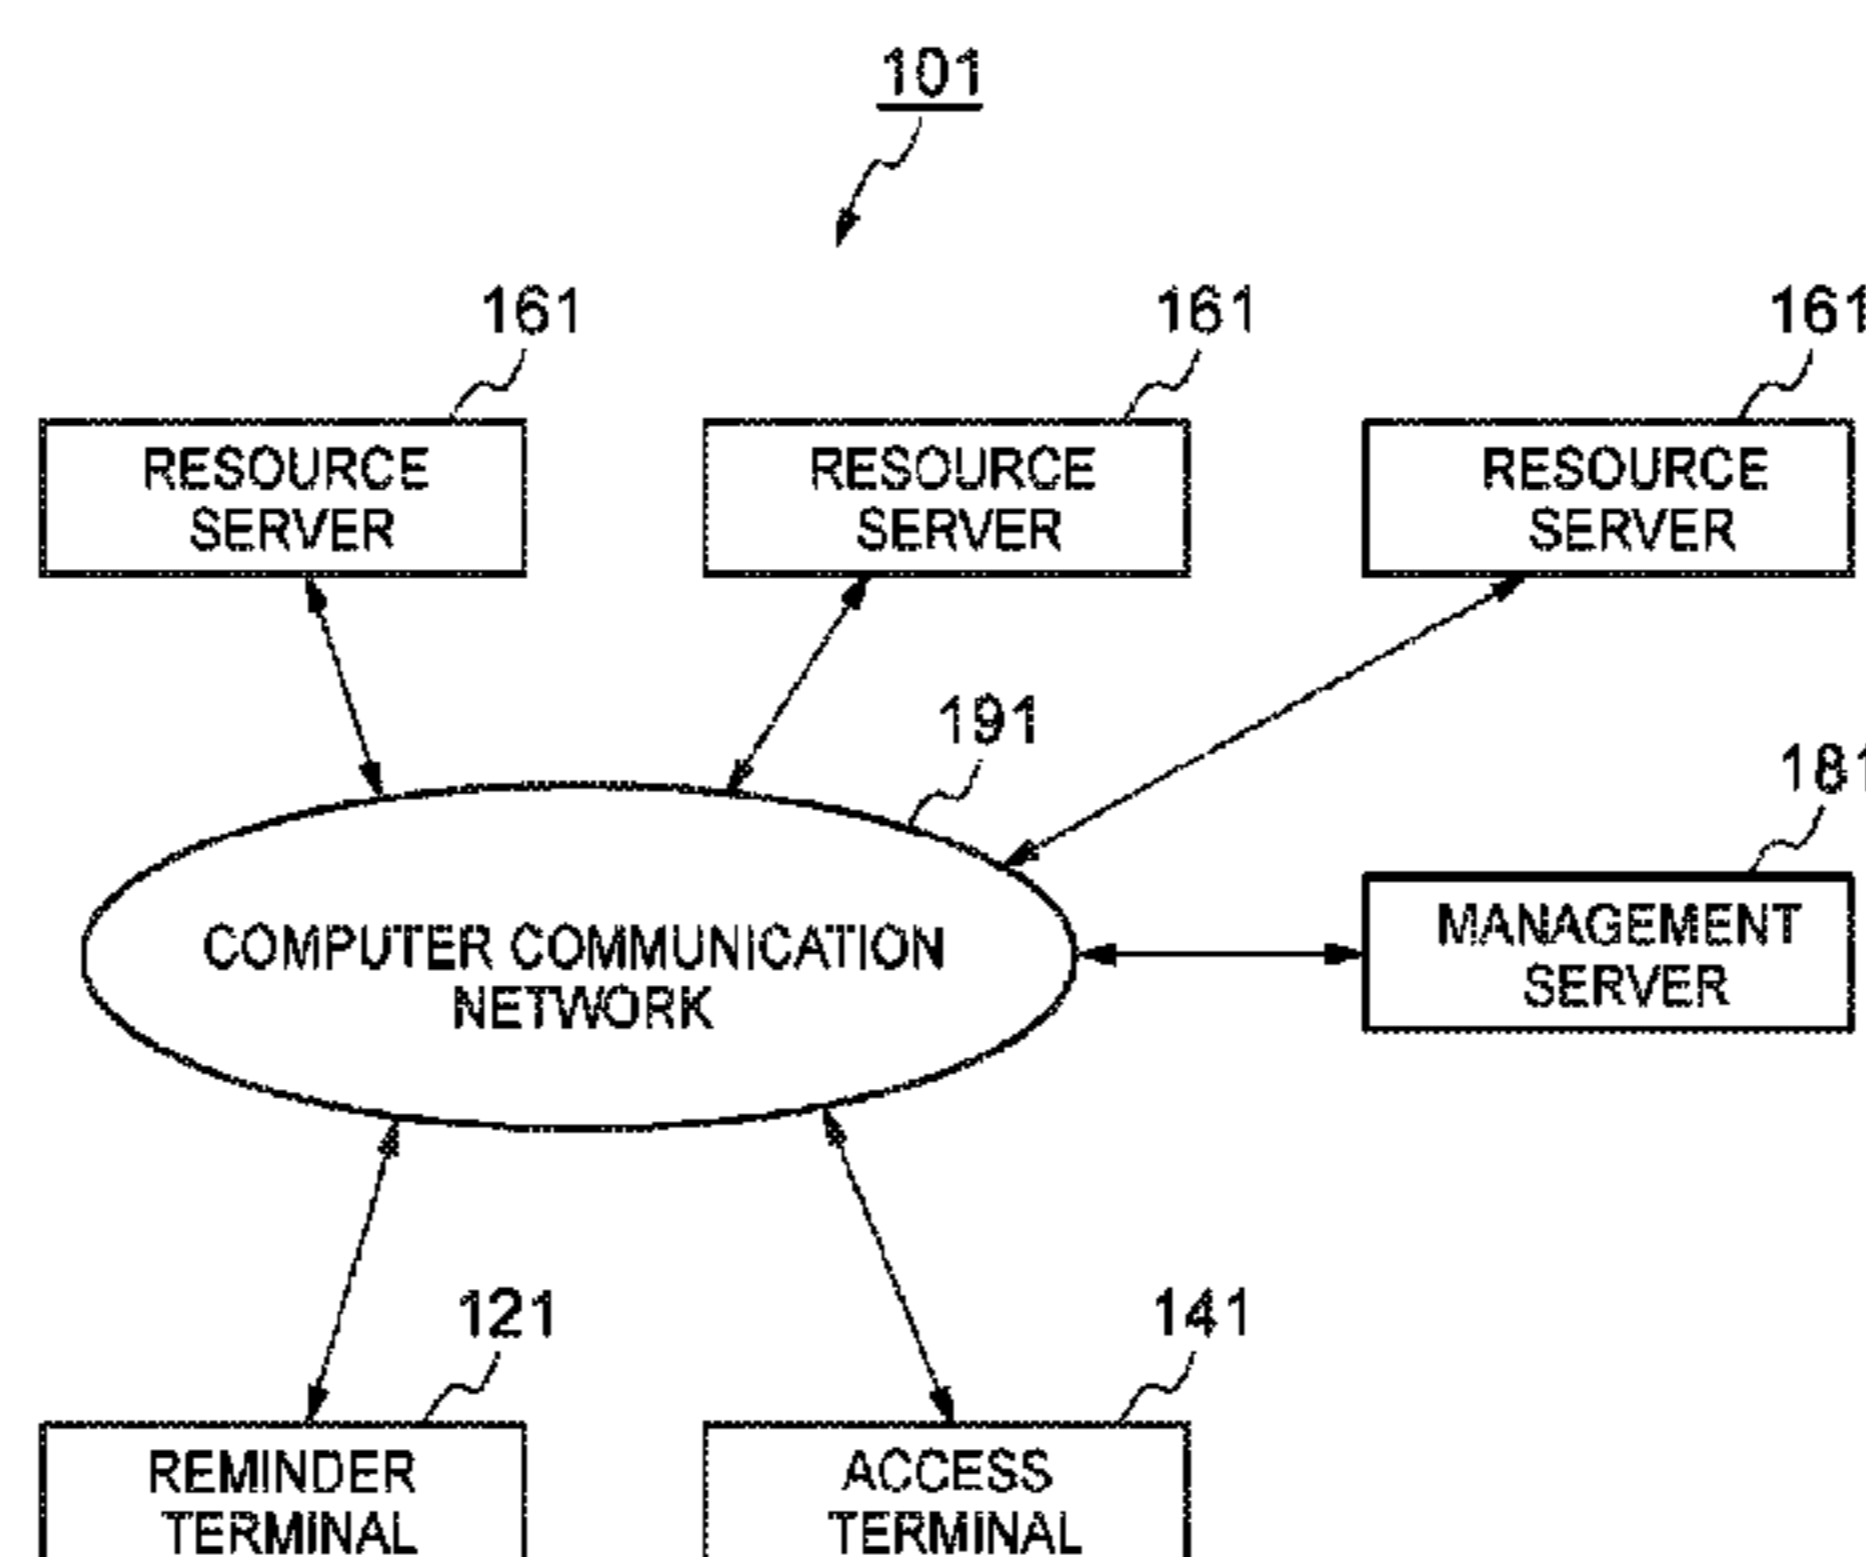 101
161
161
161
RESOURCE
SERVER
RESOURCE
SERVER
RESOURCE
SERVER
191
181
COMPUTER COMMUNICATION
NETWORK
MANAGEMENT
SERVER
121
141
REMINDER
TERMINAL
ACCESS
TERMINAL